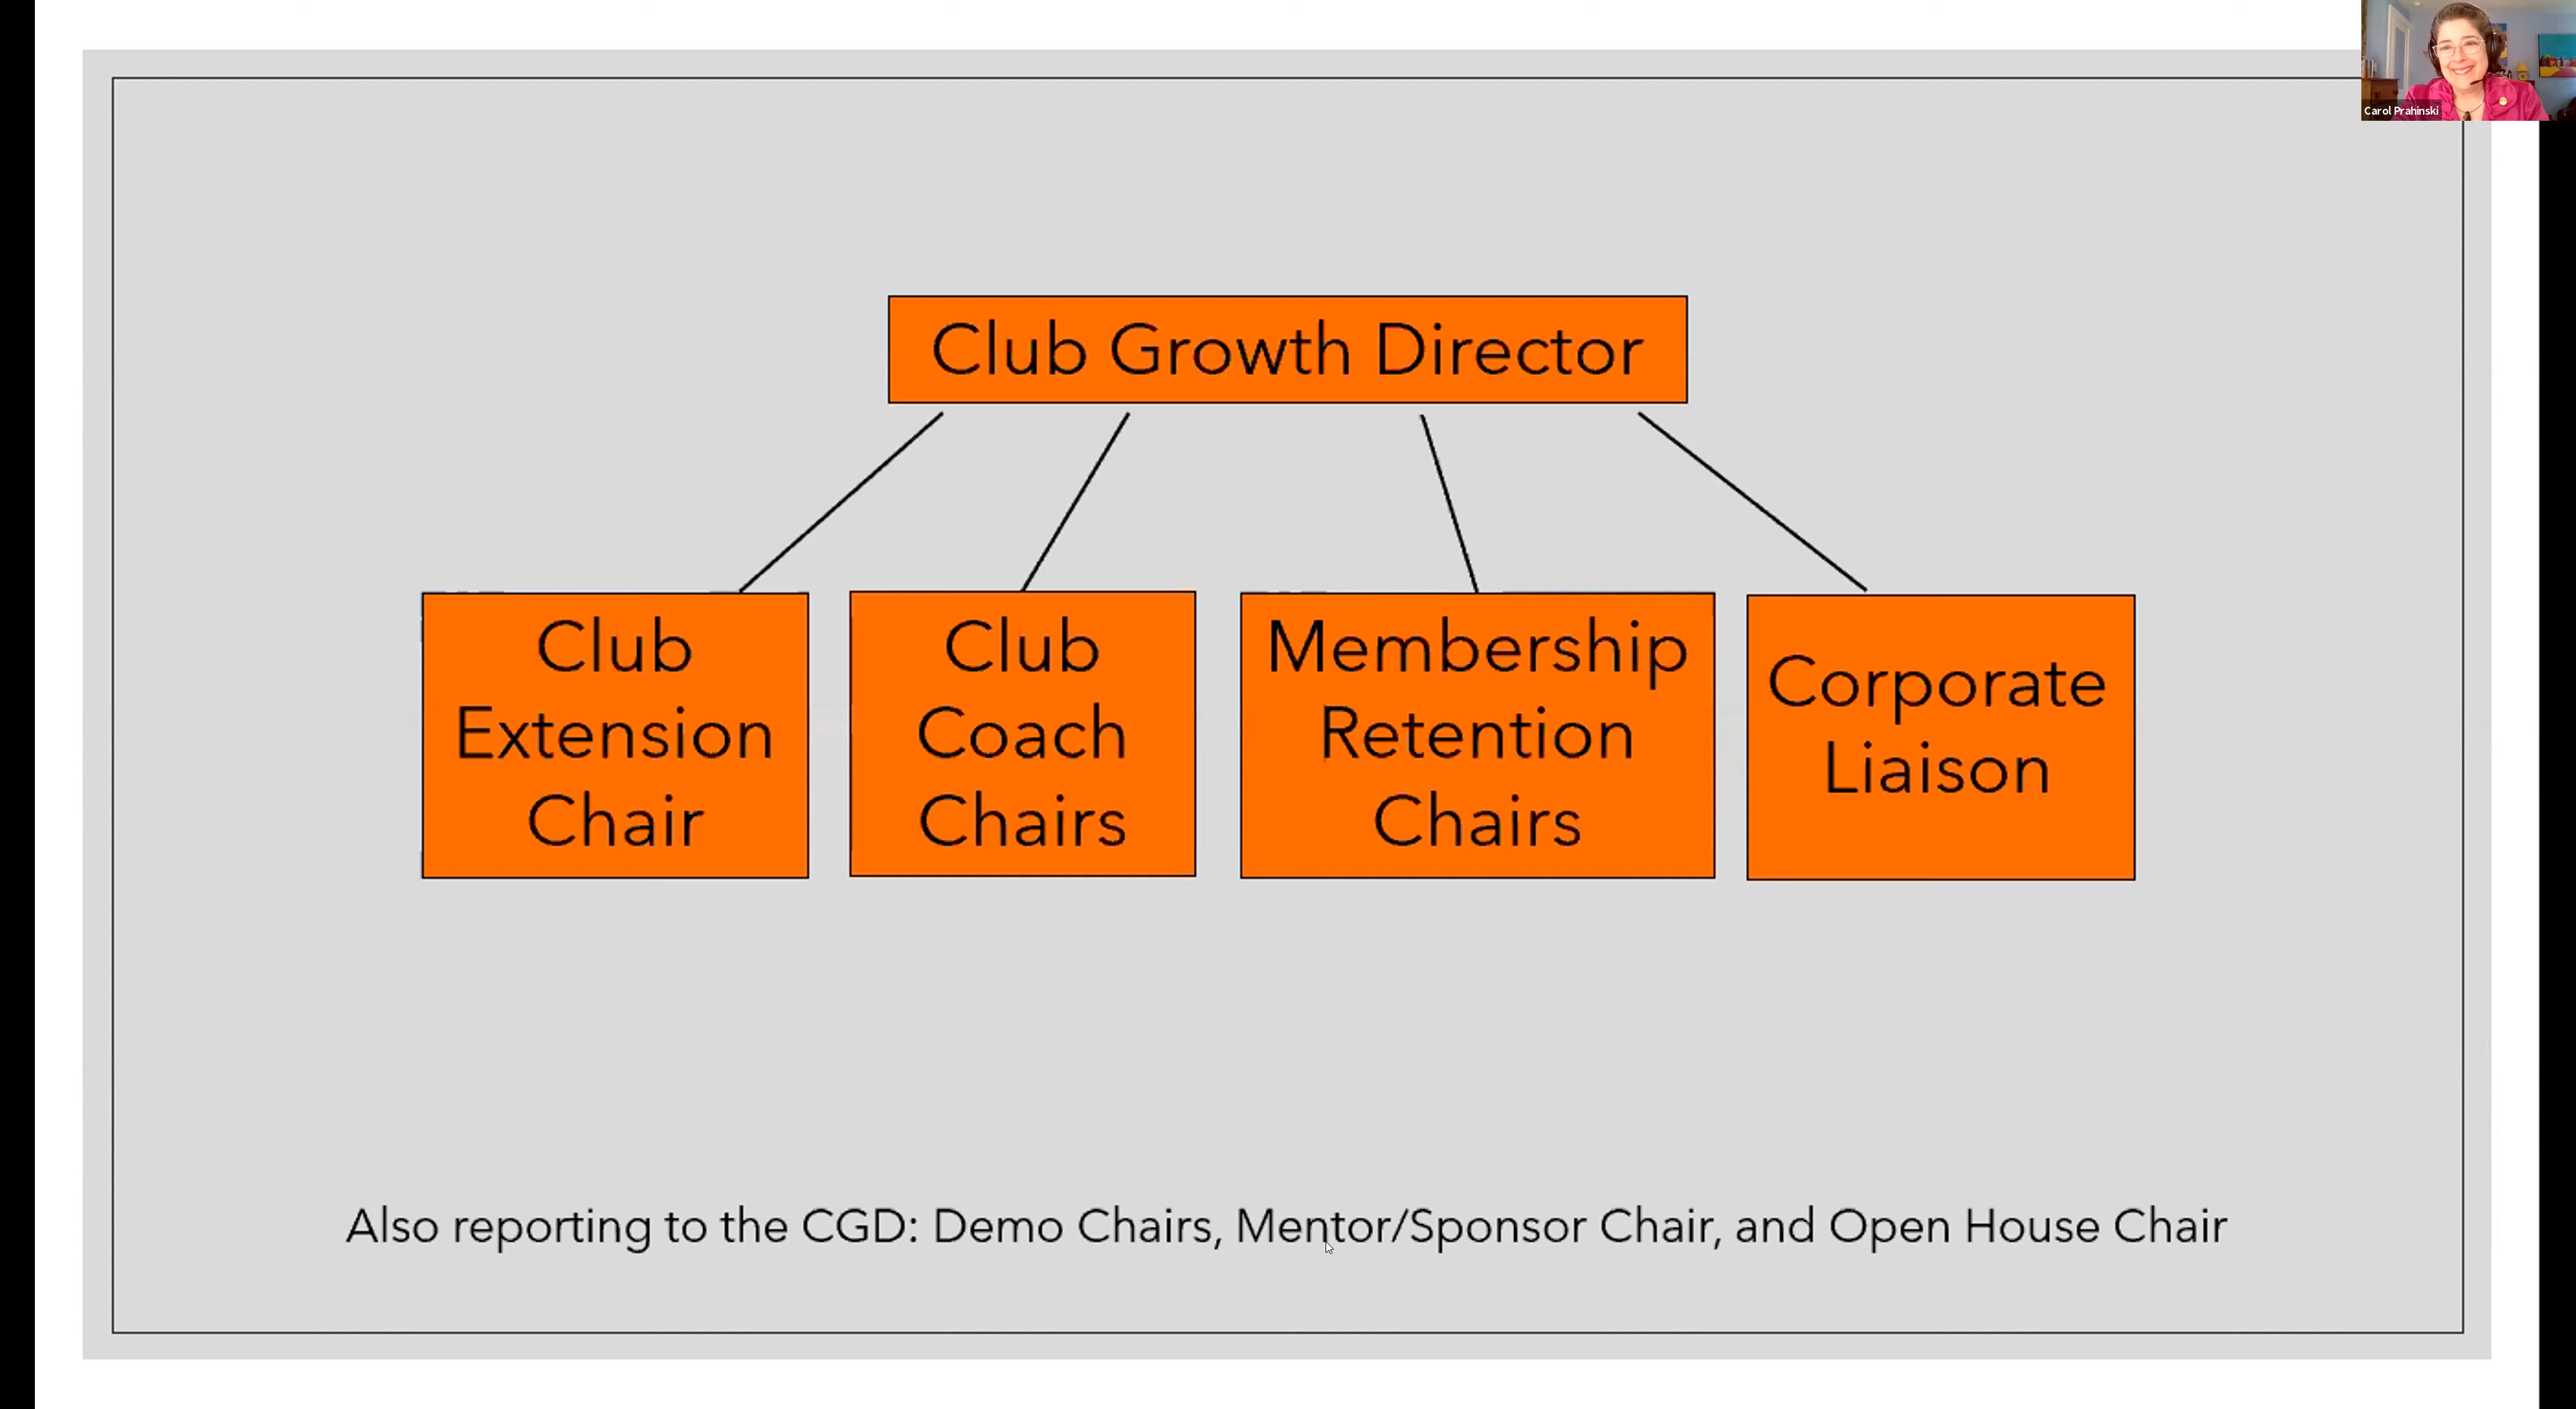 Carol Prahinski
Club Growth Director
Club
Extension
Chair
Club
Coach
Chairs
Membership
Retention
Chairs
Corporate
Liaison
Also reporting to the CGD: Demo Chairs, Mentor/Sponsor Chair, and Open House Chair